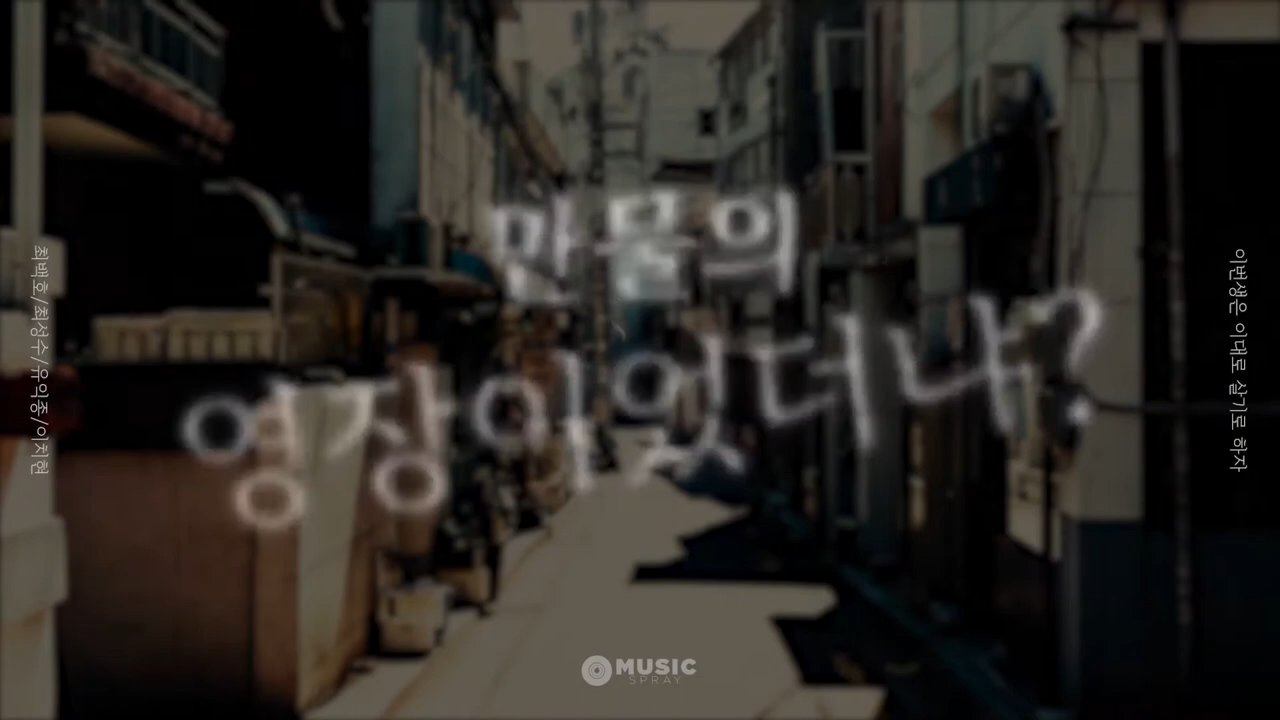 만물의
영장이었더냐?
최백호/최성수/유익종/이치현
이번생은 이대로 살기로 하자
MUSIC
SPRAY